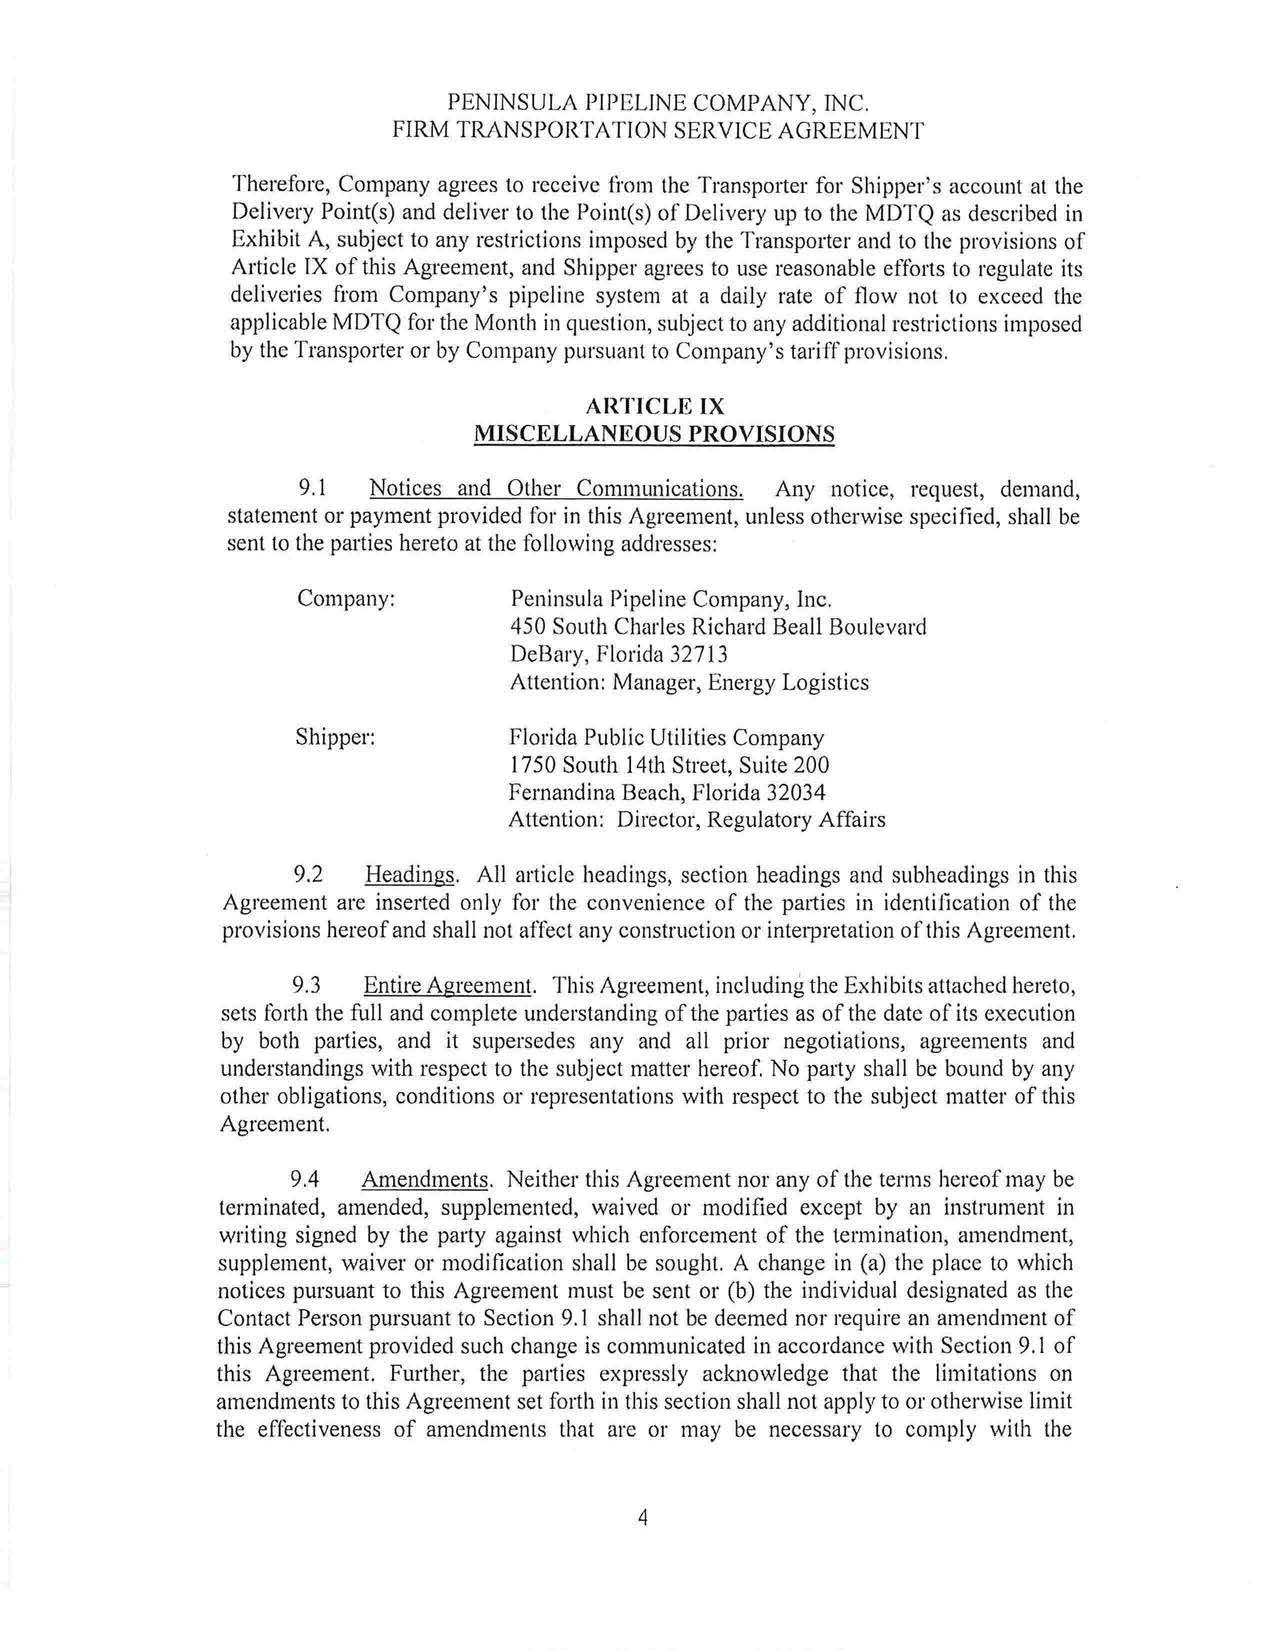 PENINSULA PIPELINE COMPANY, INC.
FIRM TRANSPORTATION SERVICE AGREEMENT
Therefore, Company agrees to receive from the Transporter for Shipper's account at the
Delivery Point(s) and deliver to the Point(s) of Delivery up to the MDTQ as described in
Exhibit A, subject to any restrictions imposed by the Transporter and to the provisions of
Article IX of this Agreement, and Shipper agrees to use reasonable efforts to regulate its
deliveries from Company's pipeline system at a daily rate of flow not to exceed the
applicable MDTQ for the Month in question, subject to any additional restrictions imposed
by the Transporter or by Company pursuant to Company's tariff provisions.
ARTICLE IX
MISCELLANEOUS PROVISIONS
9.1 Notices and Other Communications. Any notice, request, demand,
statement or payment provided for in this Agreement, unless otherwise specified, shall be
sent to the parties hereto at the following addresses:
Company: Peninsula Pipeline Company, Inc.
450 South Charles Richard Beall Boulevard
DeBary, Florida 32713
Attention: Manager, Energy Logistics
Shipper: Florida Public Utilities Company
1750 South 14th Street, Suite 200
Fernandina Beach, Florida 32034
Attention: Director, Regulatory Affairs
9.2 Headings. All article headings, section headings and subheadings in this
Agreement are inserted only for the convenience of the parties in identification of the
provisions hereof and shall not affect any construction or interpretation of this Agreement.
9.3 Entire Agreement. This Agreement, including the Exhibits attached hereto,
sets forth the full and complete understanding of the parties as of the date of its execution
by both parties, and it supersedes any and all prior negotiations, agreements and
understandings with respect to the subject matter hereof. No party shall be bound by any
other obligations, conditions or representations with respect to the subject matter of this
Agreement.
9.4 Amendments. Neither this Agreement nor any of the terms hereof may be
terminated, amended, supplemented, waived or modified except by an instrument in
writing signed by the party against which enforcement of the termination, amendment,
supplement, waiver or modification shall be sought. A change in (a) the place to which
notices pursuant to this Agreement must be sent or (b) the individual designated as the
Contact Person pursuant to Section 9.1 shall not be deemed nor require an amendment of
this Agreement provided such change is communicated in accordance with Section 9.1 of
this Agreement. Further, the parties expressly acknowledge that the limitations on
amendments to this Agreement set forth in this section shall not apply to or otherwise limit
the effectiveness of amendments that are or may be necessary to comply with the
4